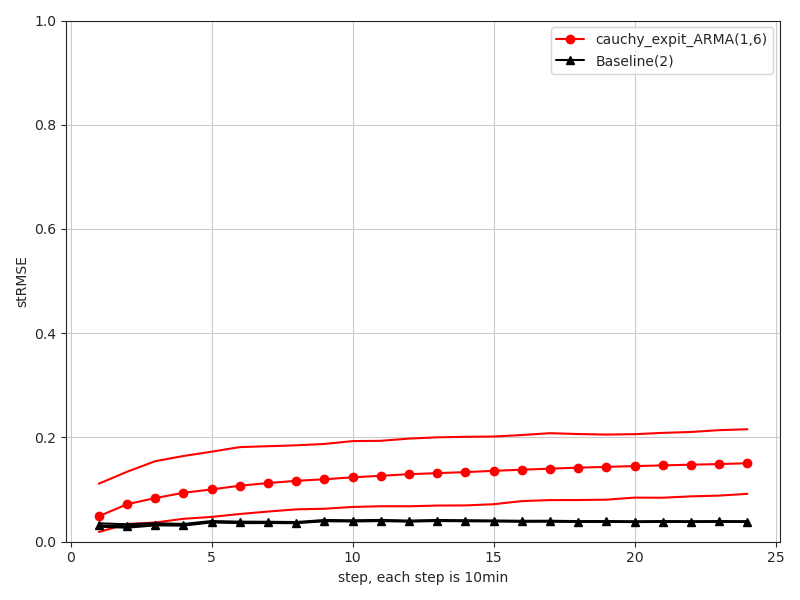 1.0
0.8
0.6
0.4
0.2
0.0
stRMSE
cauchy_expit_ARMA(1,6)
Baseline(2)
0 5 10 15 20 25
step, each step is 10min